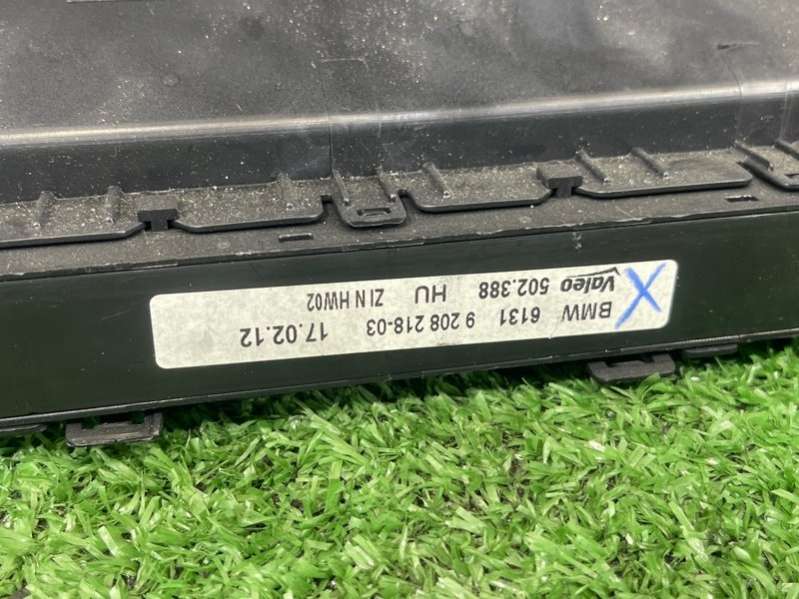 BMW 6131 9 208 218-03 17.02.12
Valeo 502.388 HU ZI N HW02
X